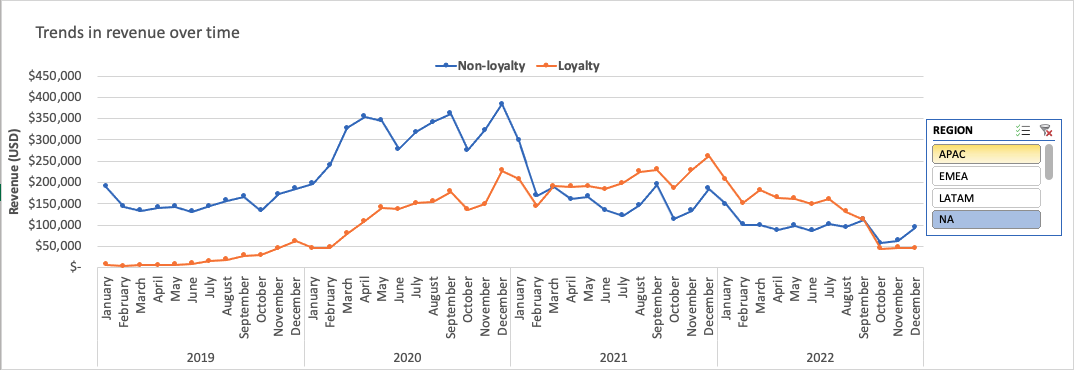 Trends in revenue over time
Non-loyalty Loyalty
Revenue (USD)
$450,000
$400,000
$350,000
$300,000
$250,000
$200,000
$150,000
$100,000
$50,000
$-
January
February
March
April
May
June
July
August
September
October
November
December
January
February
March
April
May
June
July
August
September
October
November
December
January
February
March
April
May
June
July
August
September
October
November
December
January
February
March
April
May
June
July
August
September
October
November
December
2019 2020 2021 2022
REGION
APAC
EMEA
LATAM
NA